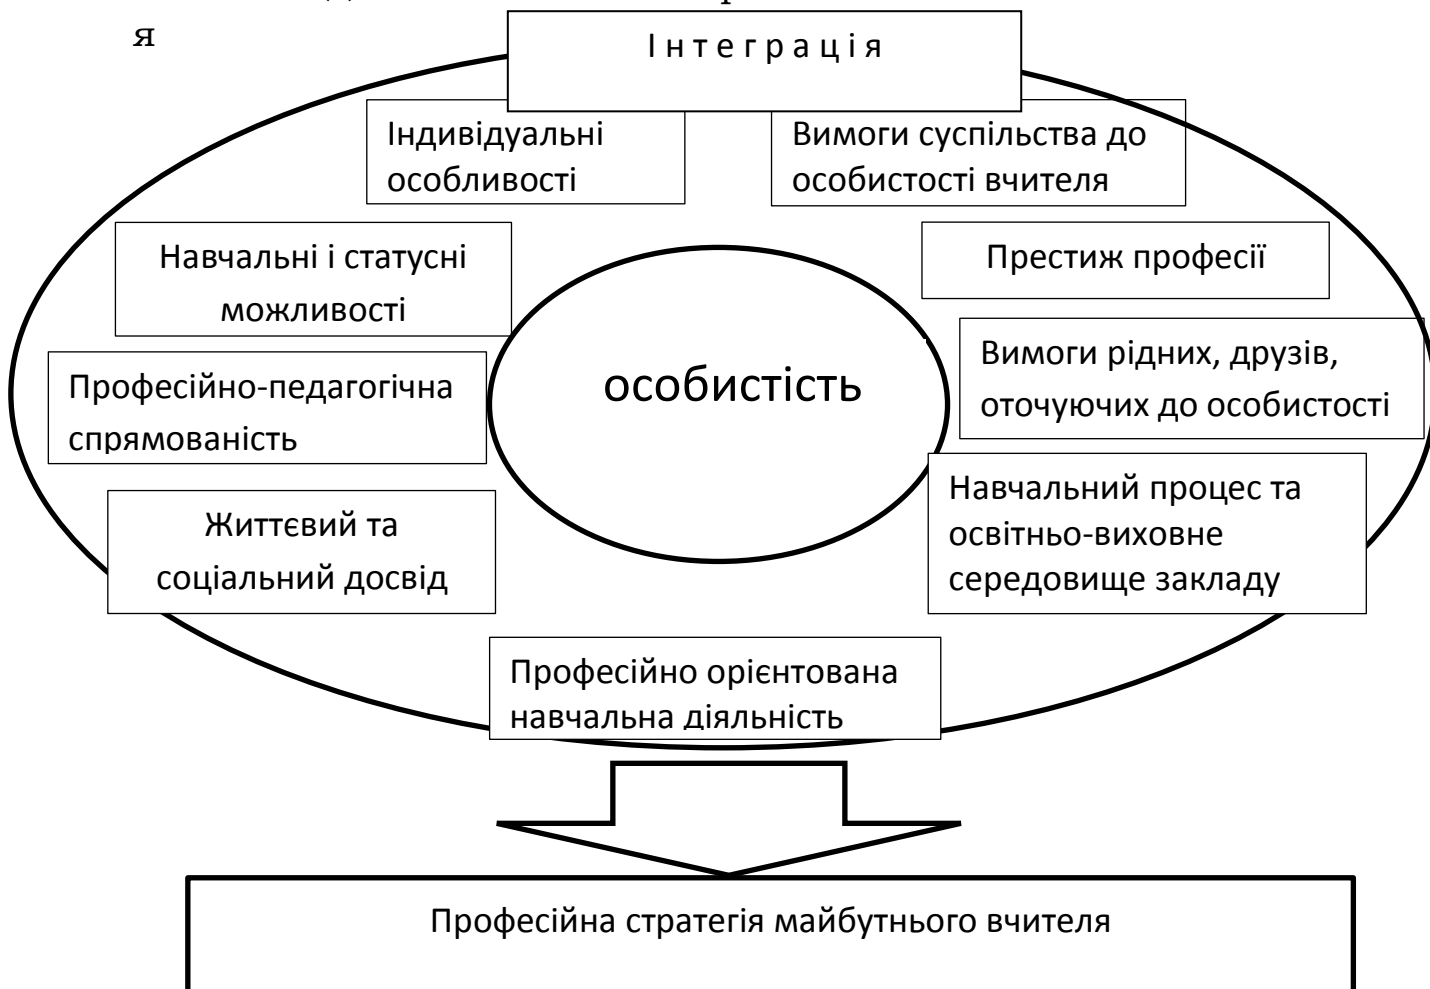 я
І н т е г р а ц і я
Індивідуальні
особливості
Вимоги суспільства до
особистості вчителя
Навчальні і статусні
можливості
Престиж професії
особистість
Вимоги рідних, друзів,
оточуючих до особистості
Професійно-педагогічна
спрямованість
Життєвий та
соціальний досвід
Навчальний процес та
освітньо-виховне
середовище закладу
Професійно орієнтована
навчальна діяльність
Професійна стратегія майбутнього вчителя